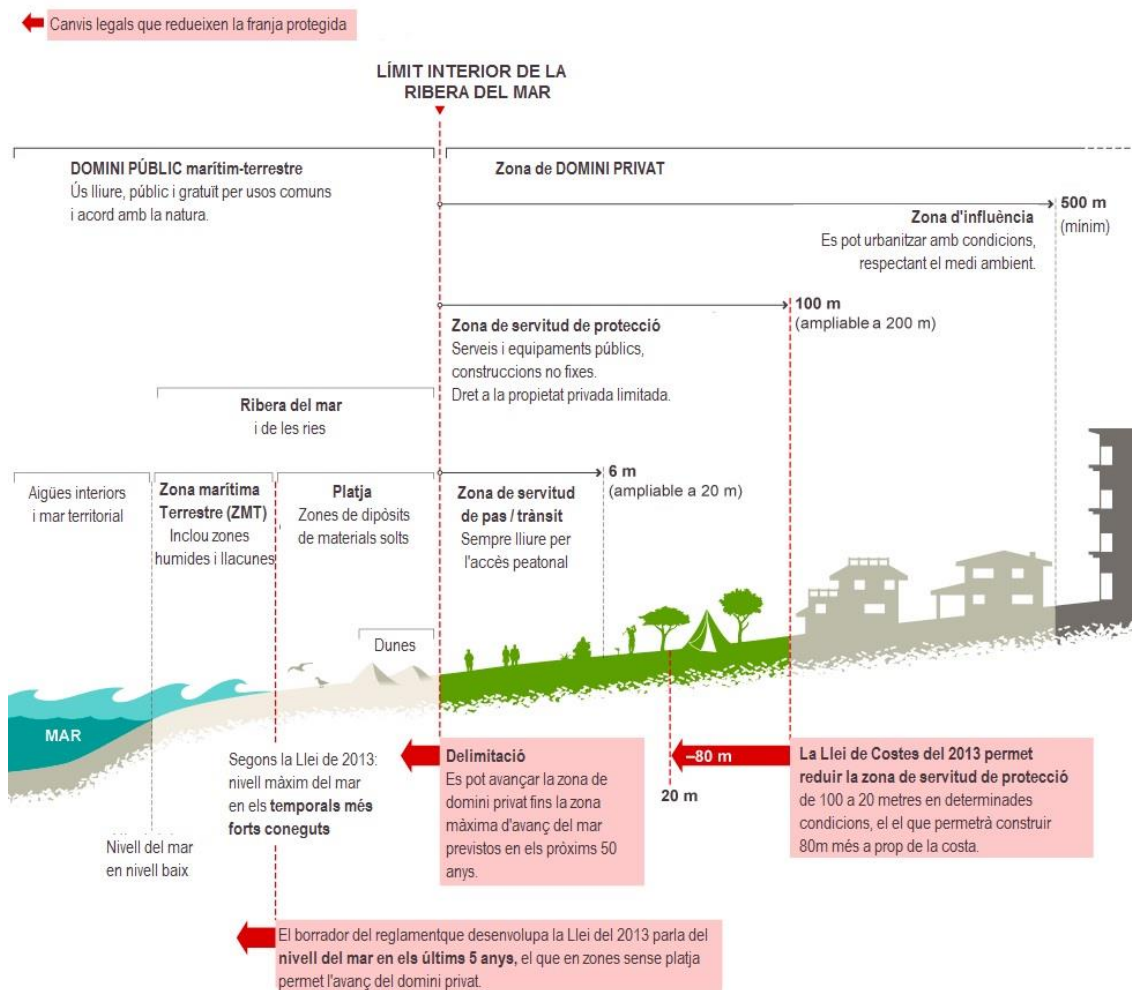 Canvis legals que redueixen la franja protegida
LÍMIT INTERIOR DE LA
RIBERA DEL MAR
DOMINI PÚBLIC marítim-terrestre
Ús lliure, públic i gratuït per usos comuns
i acord amb la natura.
Zona de DOMINI PRIVAT
500 m
(mínim)
Zona d'influència
Es pot urbanitzar amb condicions,
respectant el medi ambient.
100 m
(ampliable a 200 m)
Zona de servitud de protecció
Serveis i equipaments públics,
construccions no fixes.
Dret a la propietat privada limitada.
Ribera del mar
i de les ries
Aigües interiors
i mar territorial
Zona marítima
Terrestre (ZMT)
Inclou zones
humides i llacunes
Platja
Zones de dipòsits
de materials solts
6 m
(ampliable a 20 m)
Zona de servitud
de pas / trànsit
Sempre lliure per
l'accès peatonal
Dunes
MAR
Nivell del mar
en nivell baix
Segons la Llei de 2013:
nivell màxim del mar
en els temporals més
forts coneguts
Delimitació
Es pot avançar la zona de
domini privat fins la zona
màxima d'avanç del mar
previstos en els pròxims 50
anys.
–80 m
20 m
La Llei de Costes del 2013 permet
reduir la zona de servitud de protecció
de 100 a 20 metres en determinades
condicions, el el que permetrà construir
80m més a prop de la costa.
El borrador del reglamentque desenvolupa la Llei del 2013 parla del
nivell del mar en els últims 5 anys, el que en zones sense platja
permet l'avanç del domini privat.